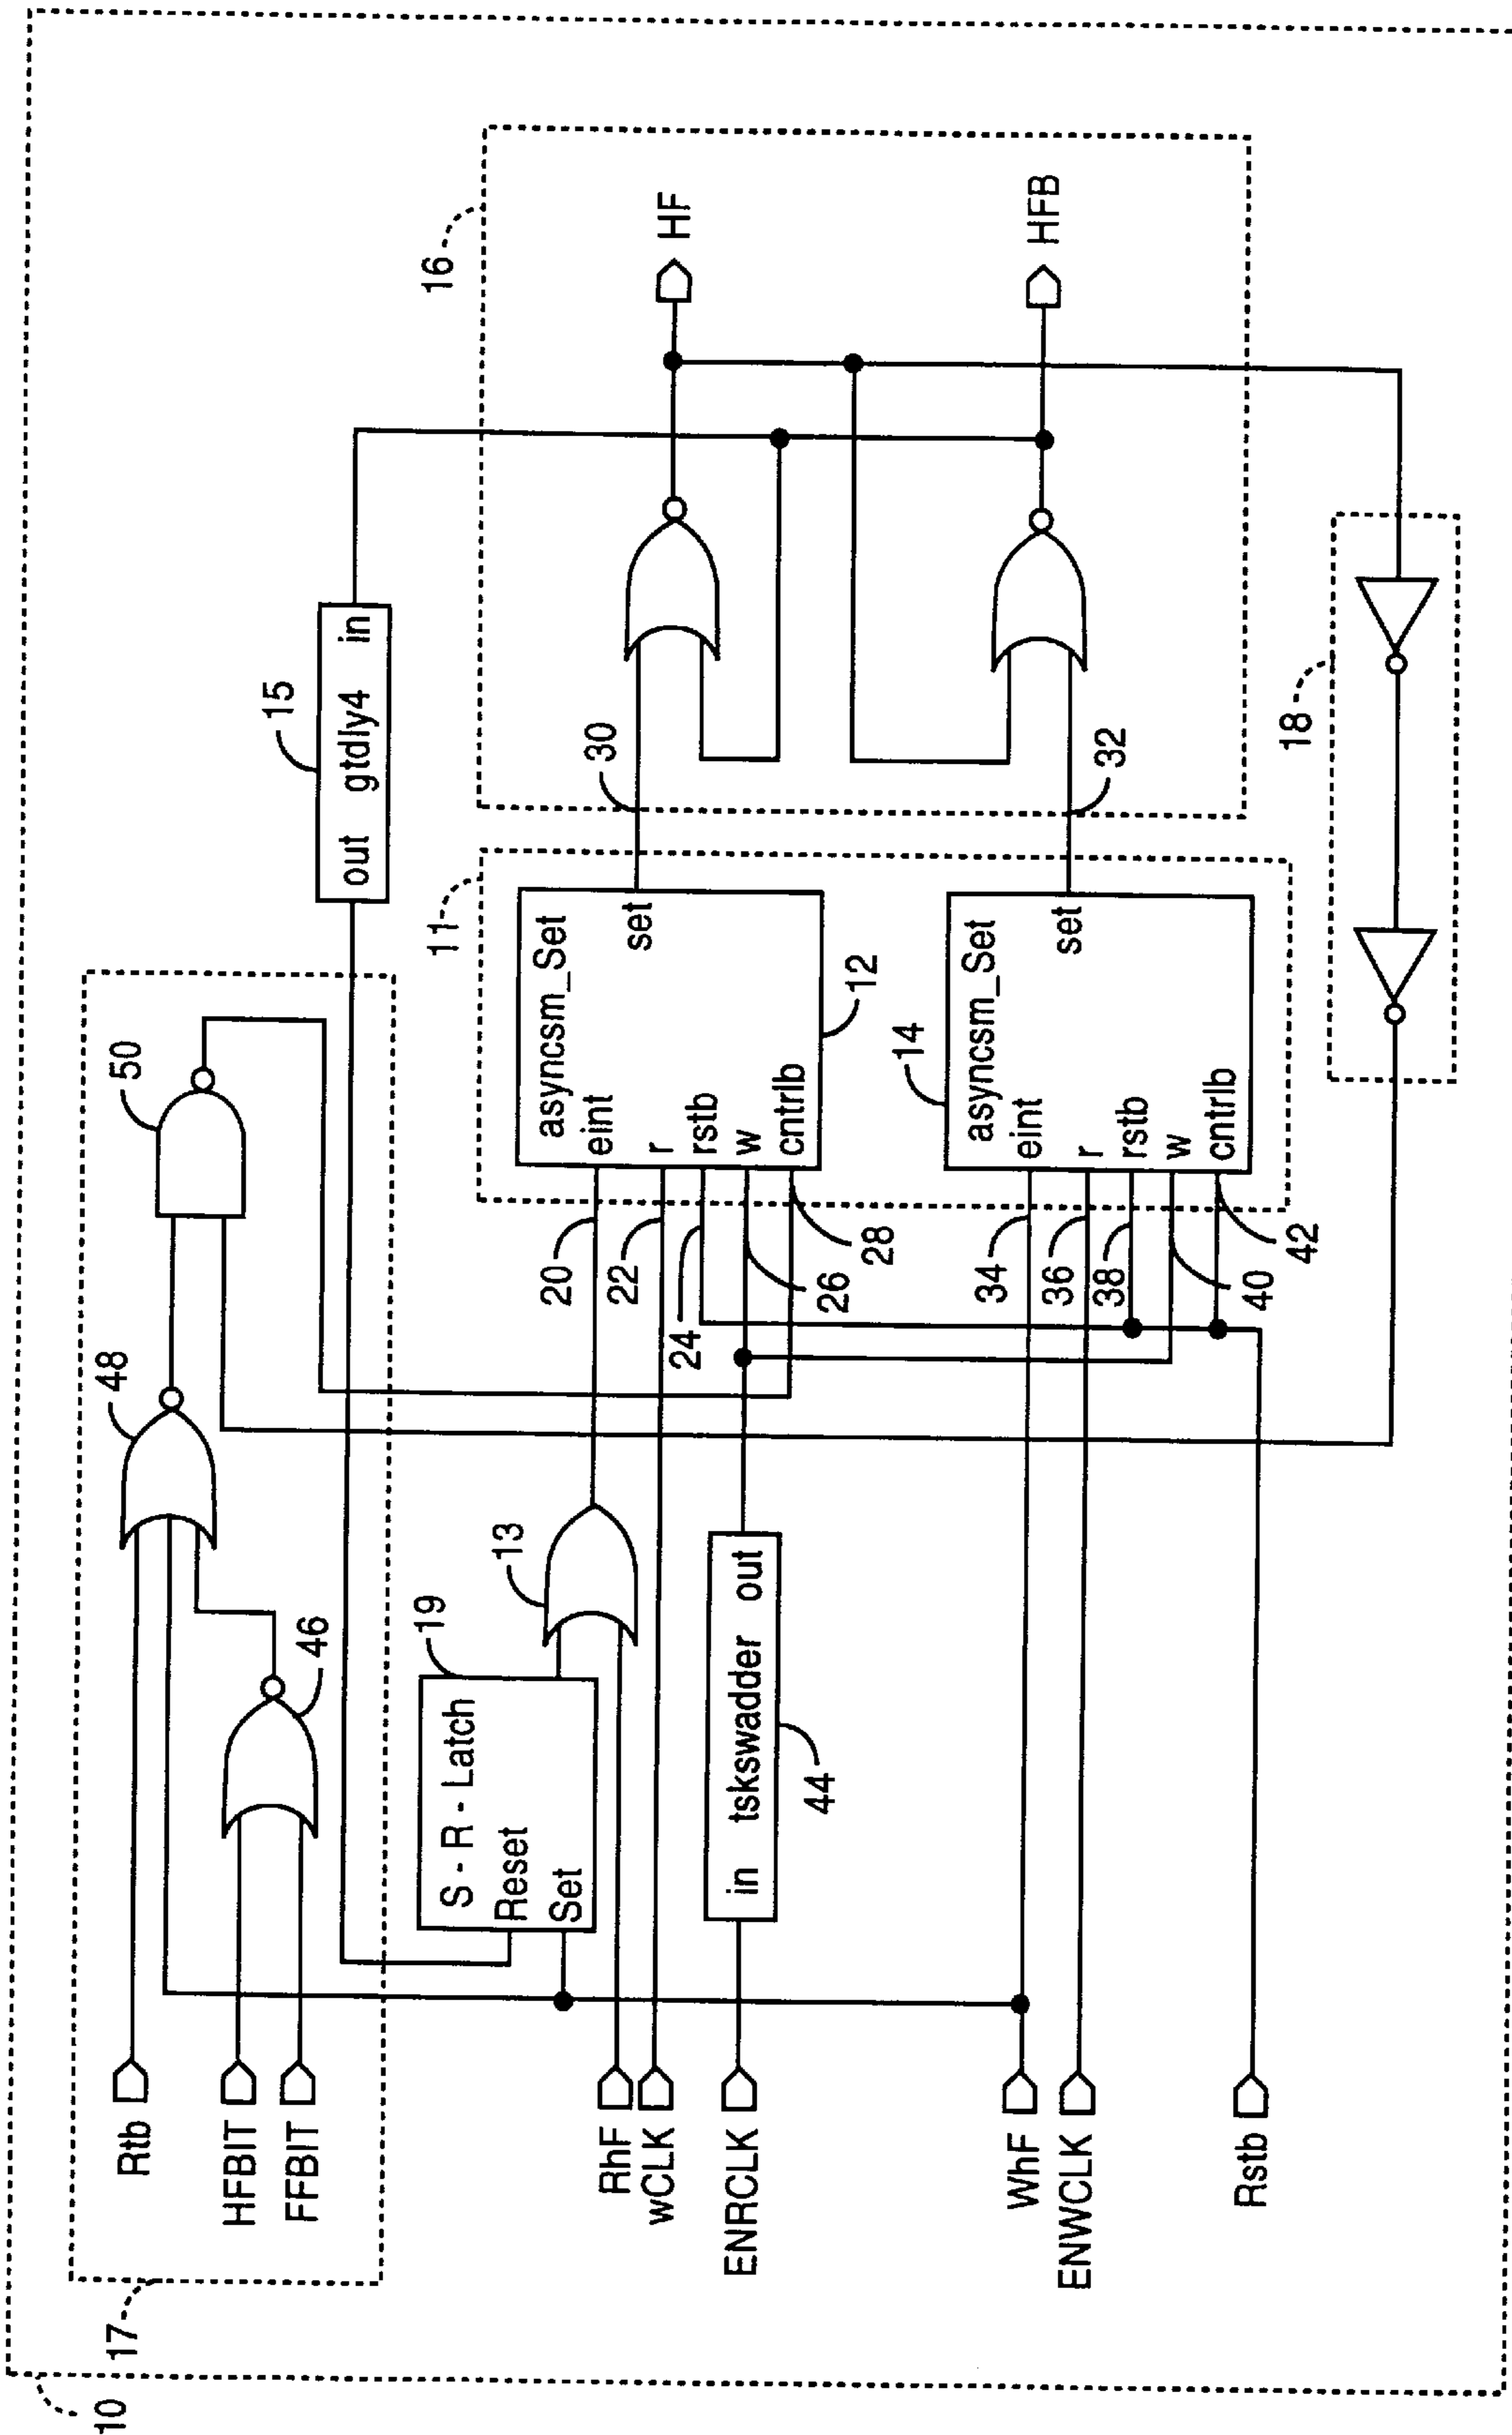 10
17
Rtb
HFBIT
FFBIT
46
48
50
15
out gtdly4 in
S - R - Latch
Reset
Set
19
13
RhF
wCLK
ENRCLK
in tskswadder out
44
WhF
ENWCLK
Rstb
20
22
24
26
28
34
36
38
40
42
11
asyncsm_Set
eint
r
rstb
w
cntrlb
set
12
14
asyncsm_Set
eint
r
rstb
w
cntrlb
set
30
32
16
HF
HFB
18